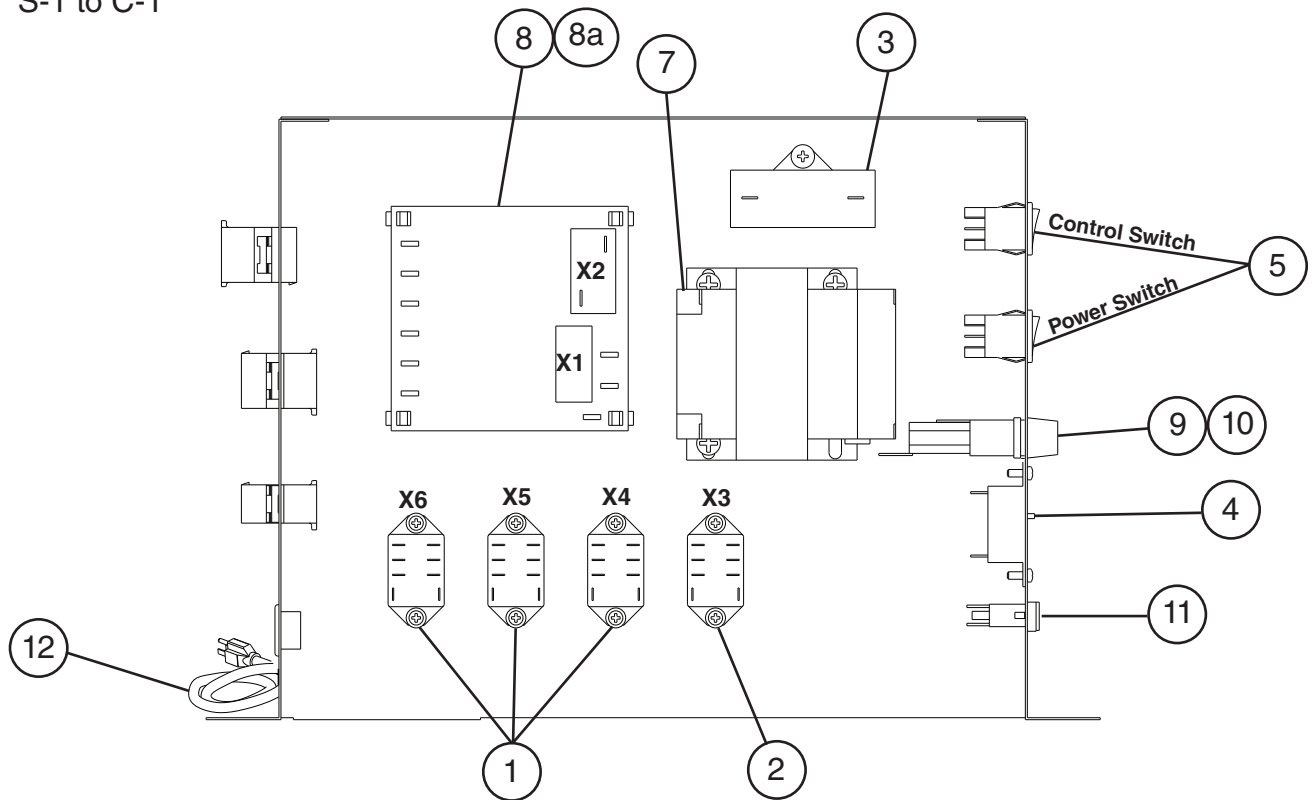 S-1 to C-1
8
8a
7
3
Control Switch
5
Power Switch
X2
X1
9
10
X6
X5
X4
X3
4
11
12
1
2